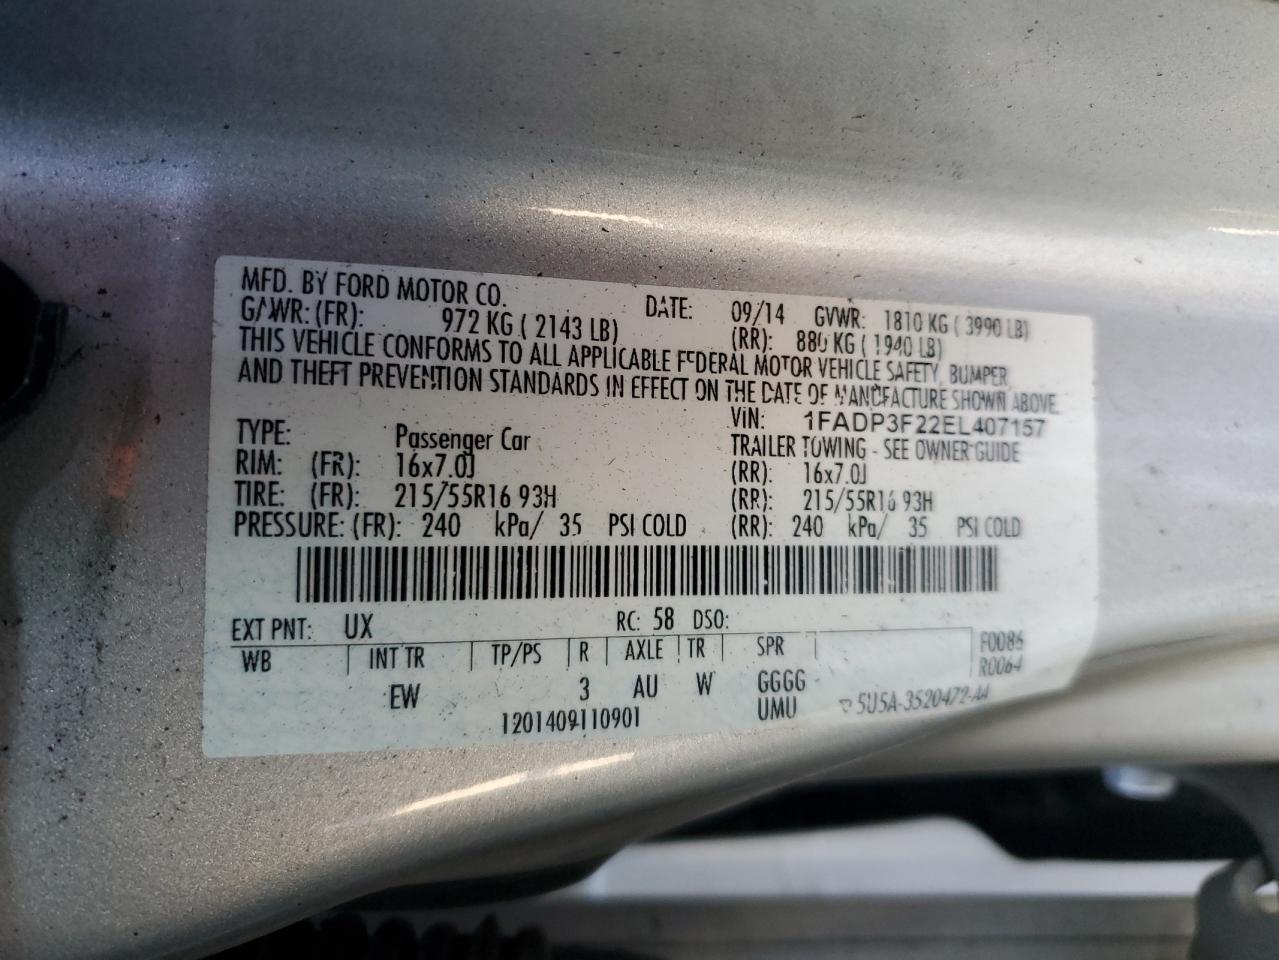 MFD. BY FORD MOTOR CO. DATE: 09/14 GVWR: 1810 KG ( 3990 LB)
GAWR: (FR): 972 KG ( 2143 LB) (RR): 880 KG ( 1940 LB)
THIS VEHICLE CONFORMS TO ALL APPLICABLE FEDERAL MOTOR VEHICLE SAFETY, BUMPER,
AND THEFT PREVENTION STANDARDS IN EFFECT ON THE DATE OF MANUFACTURE SHOWN ABOVE.
VIN: 1FADP3F22EL407157
TYPE: Passenger Car TRAILER TOWING - SEE OWNER GUIDE
RIM: (FR): 16x7.0J (RR): 16x7.0J
TIRE: (FR): 215/55R16 93H (RR): 215/55R16 93H
PRESSURE: (FR): 240 kPa/ 35 PSI COLD (RR): 240 kPa/ 35 PSI COLD
EXT PNT: UX RC: 58 DSO:
WB INT TR TP/PS R AXLE TR SPR F0086
R0064
EW 3 AU W GGGG
UMU 5U5A-3520472-AA
1201409110901